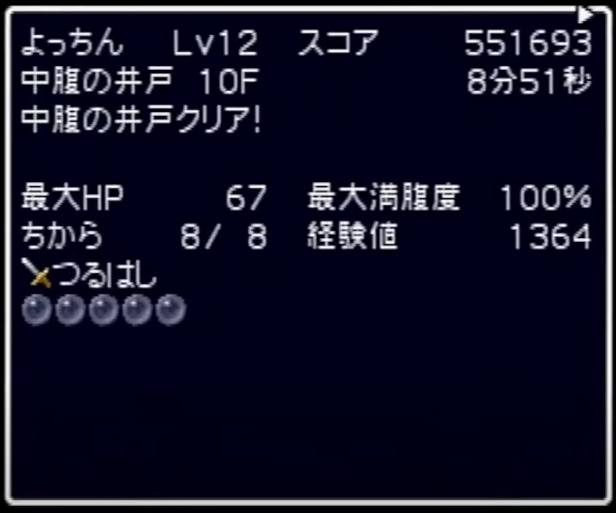 よっちん Lv12 スコア 551693
中腹の井戸 10F 8分51秒
中腹の井戸クリア!
最大HP 67 最大満腹度 100%
ちから 8/ 8 経験値 1364
つるはし